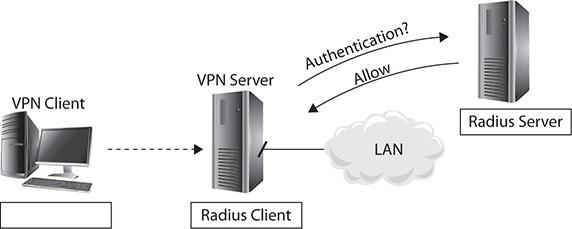 Authentication?
Allow
VPN Server
VPN Client
Radius Server
LAN
Radius Client